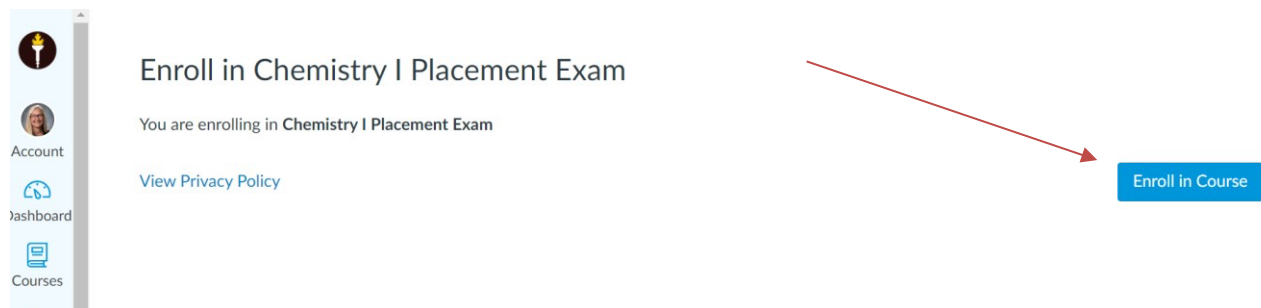 Enroll in Chemistry I Placement Exam
You are enrolling in Chemistry I Placement Exam
Account
View Privacy Policy
Enroll in Course
Dashboard
Courses